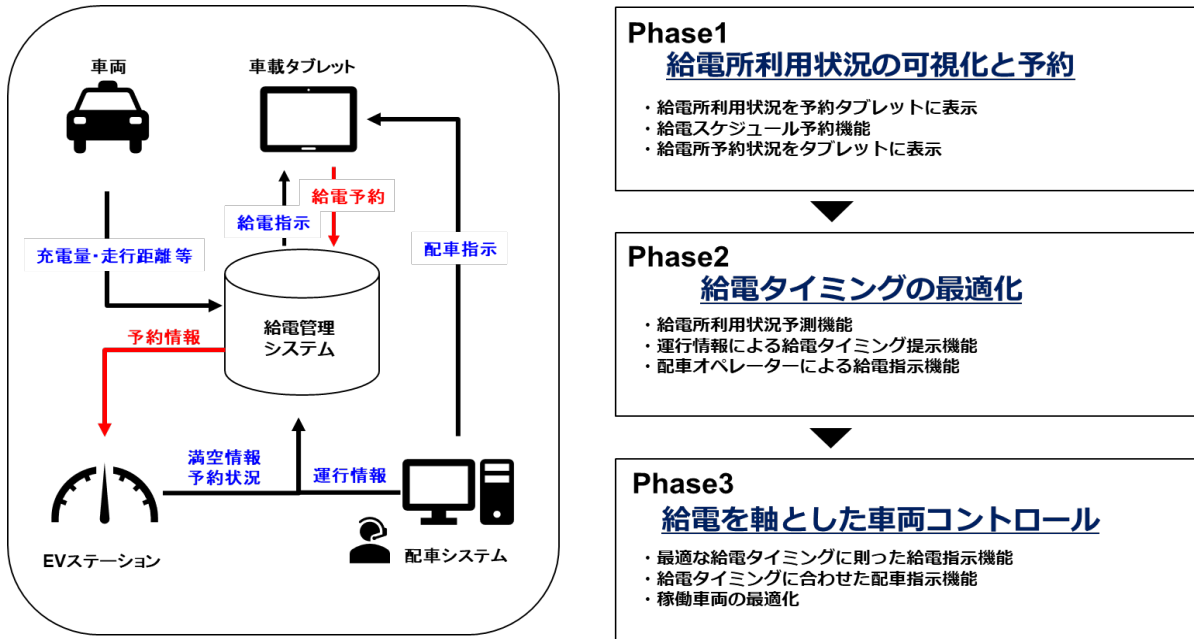 車両
車載タブレット
給電予約
給電指示
配車指示
充電量・走行距離等
給電管理
システム
予約情報
満空情報
予約状況
運行情報
EVステーション
配車システム
Phase1
給電所利用状況の可視化と予約
・給電所利用状況を予約タブレットに表示
・給電スケジュール予約機能
・給電所予約状況をタブレットに表示
Phase2
給電タイミングの最適化
・給電所利用状況予測機能
・運行情報による給電タイミング提示機能
・配車オペレーターによる給電指示機能
Phase3
給電を軸とした車両コントロール
・最適な給電タイミングに則った給電指示機能
・給電タイミングに合わせた配車指示機能
・稼働車両の最適化